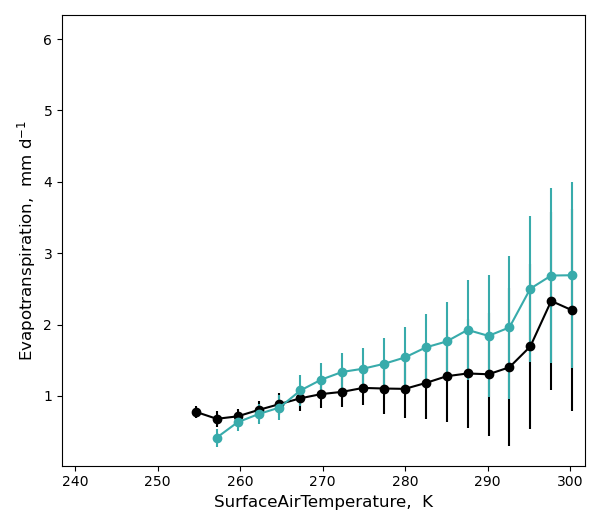 6
5
4
3
2
1
Evapotranspiration, mm d⁻¹
240 250 260 270 280 290 300
SurfaceAirTemperature, K